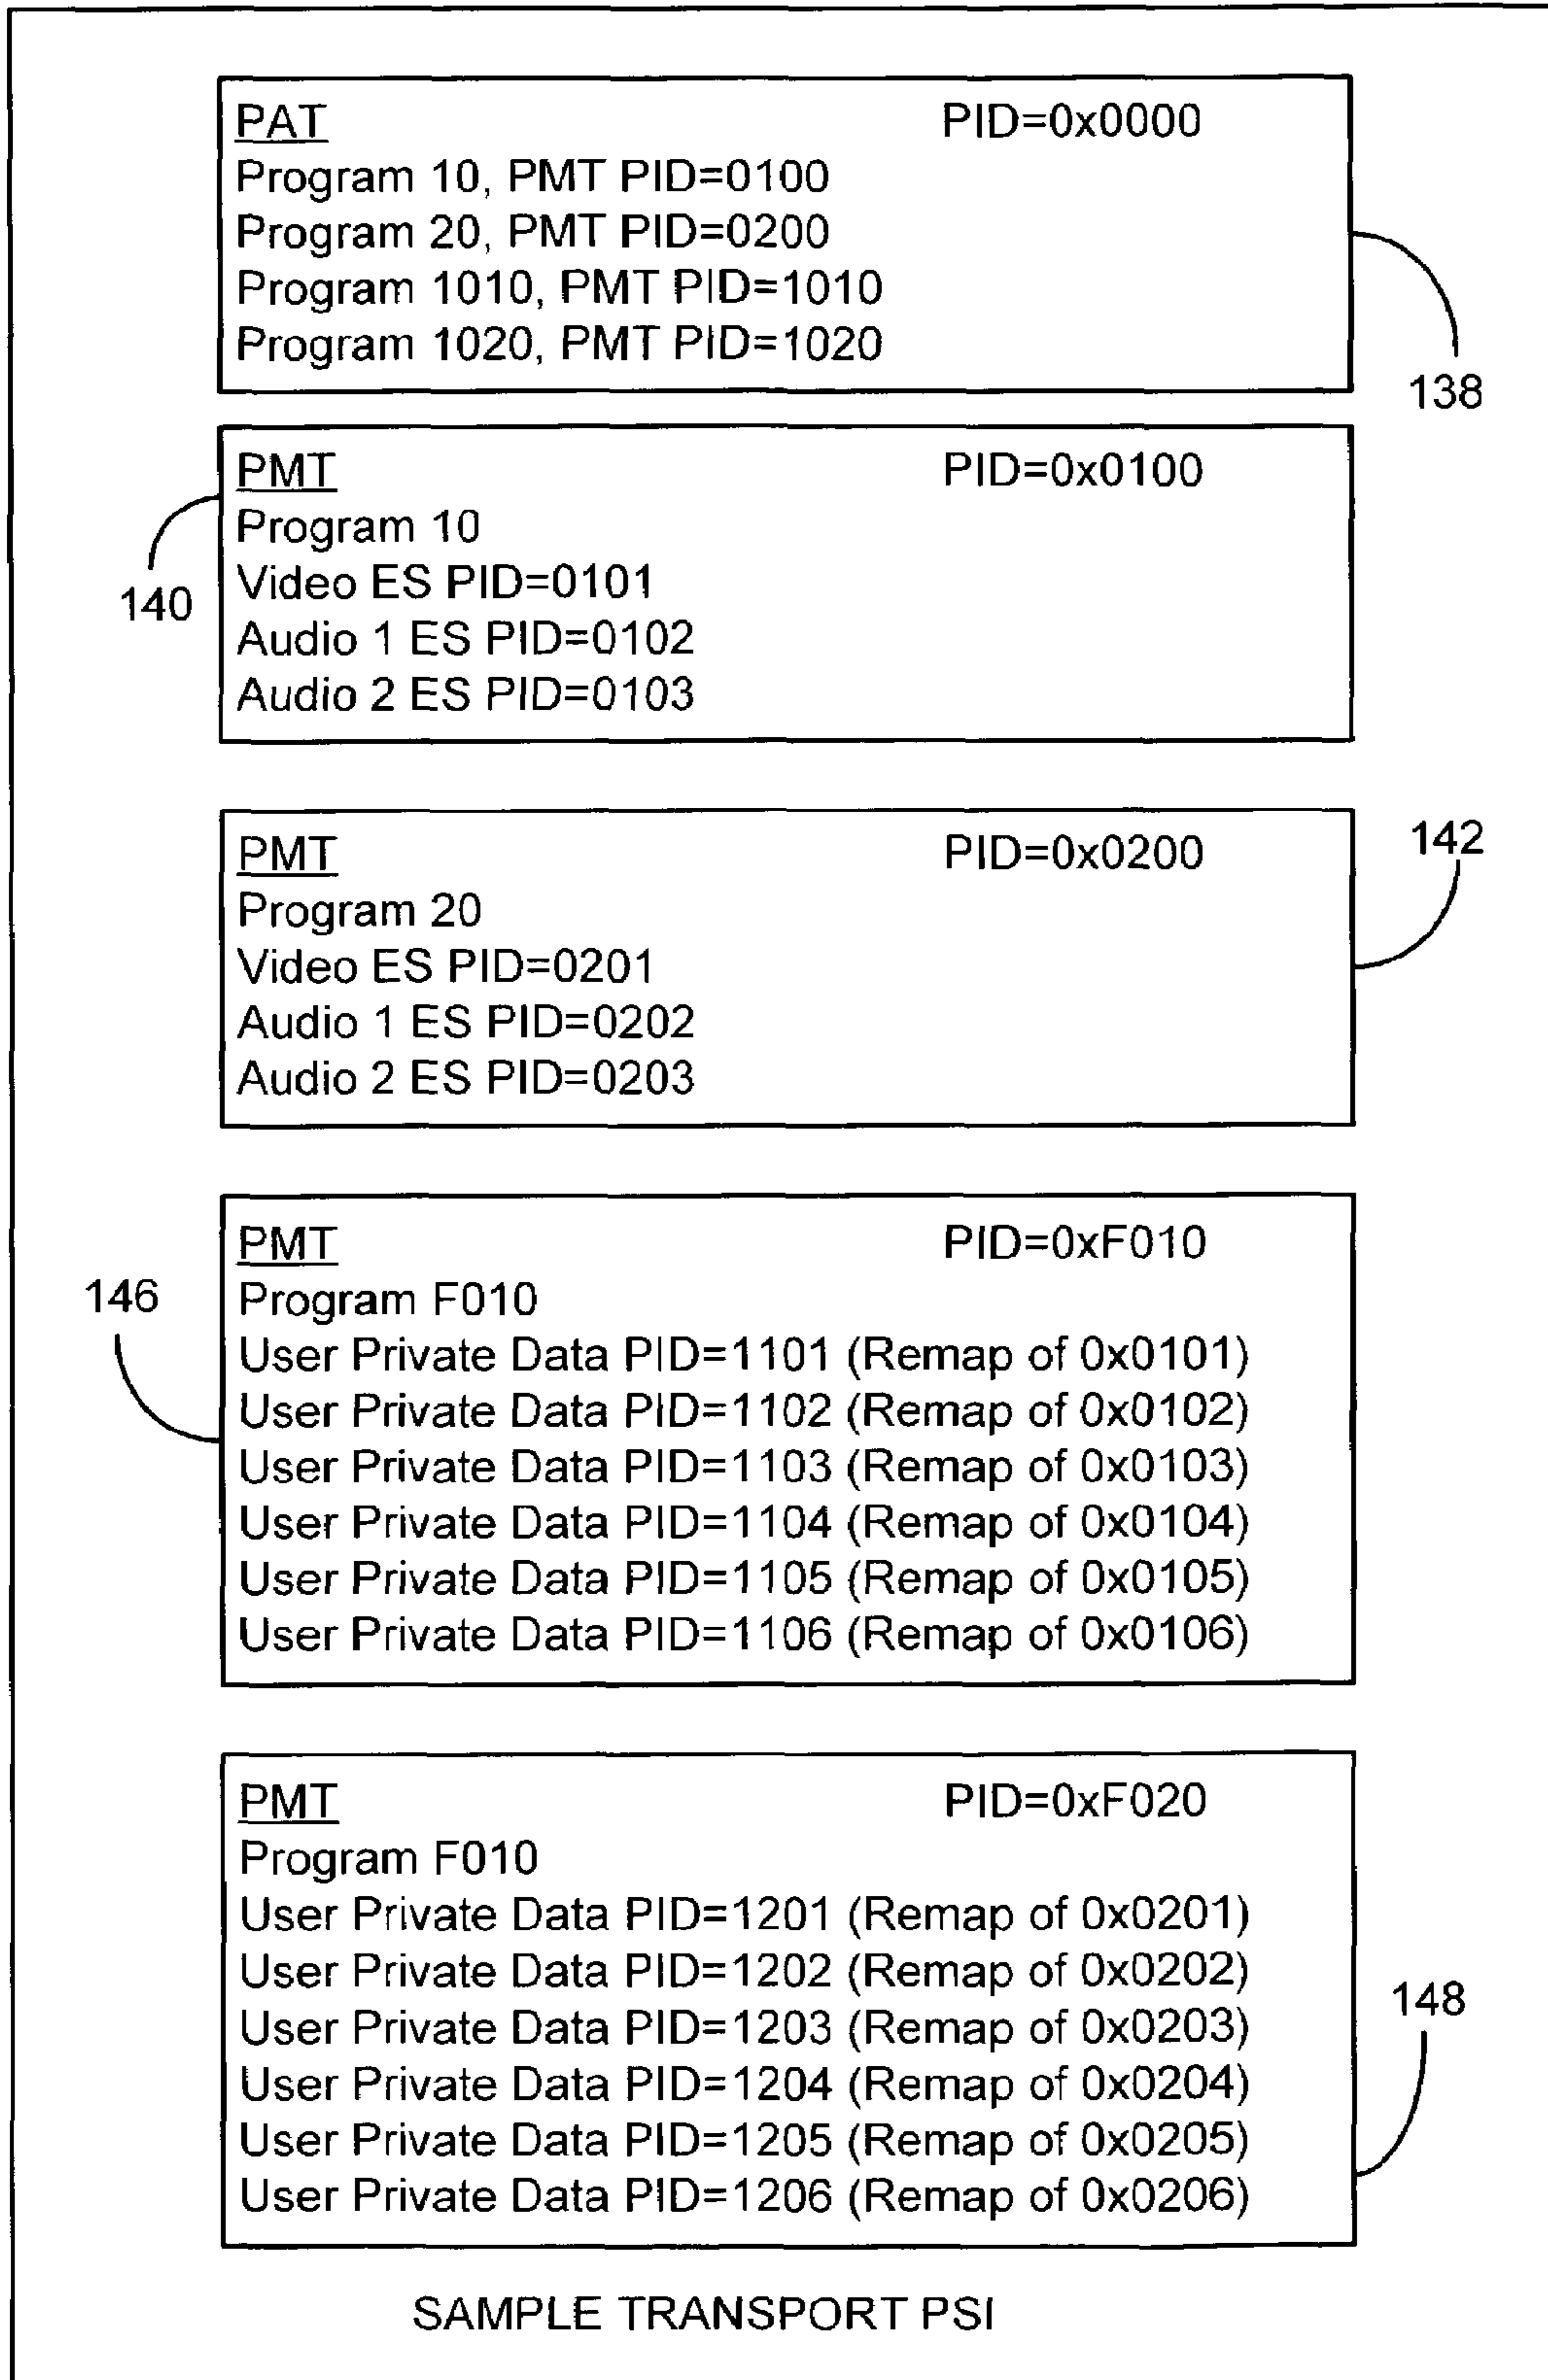 PAT PID=0x0000
Program 10, PMT PID=0100
Program 20, PMT PID=0200
Program 1010, PMT PID=1010
Program 1020, PMT PID=1020
138
PMT PID=0x0100
Program 10
Video ES PID=0101
Audio 1 ES PID=0102
Audio 2 ES PID=0103
140
PMT PID=0x0200
Program 20
Video ES PID=0201
Audio 1 ES PID=0202
Audio 2 ES PID=0203
142
PMT PID=0xF010
Program F010
User Private Data PID=1101 (Remap of 0x0101)
User Private Data PID=1102 (Remap of 0x0102)
User Private Data PID=1103 (Remap of 0x0103)
User Private Data PID=1104 (Remap of 0x0104)
User Private Data PID=1105 (Remap of 0x0105)
User Private Data PID=1106 (Remap of 0x0106)
146
PMT PID=0xF020
Program F010
User Private Data PID=1201 (Remap of 0x0201)
User Private Data PID=1202 (Remap of 0x0202)
User Private Data PID=1203 (Remap of 0x0203)
User Private Data PID=1204 (Remap of 0x0204)
User Private Data PID=1205 (Remap of 0x0205)
User Private Data PID=1206 (Remap of 0x0206)
148
SAMPLE TRANSPORT PSI